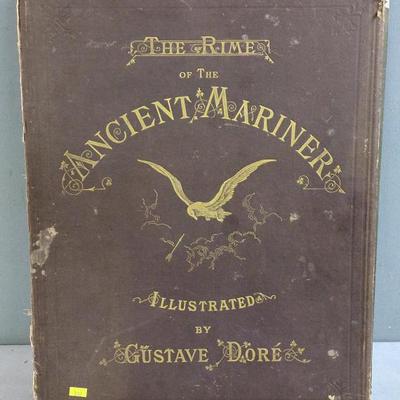 THE RIME
OF THE
ANCIENT MARINER
ILLUSTRATED
BY
GUSTAVE DORÉ